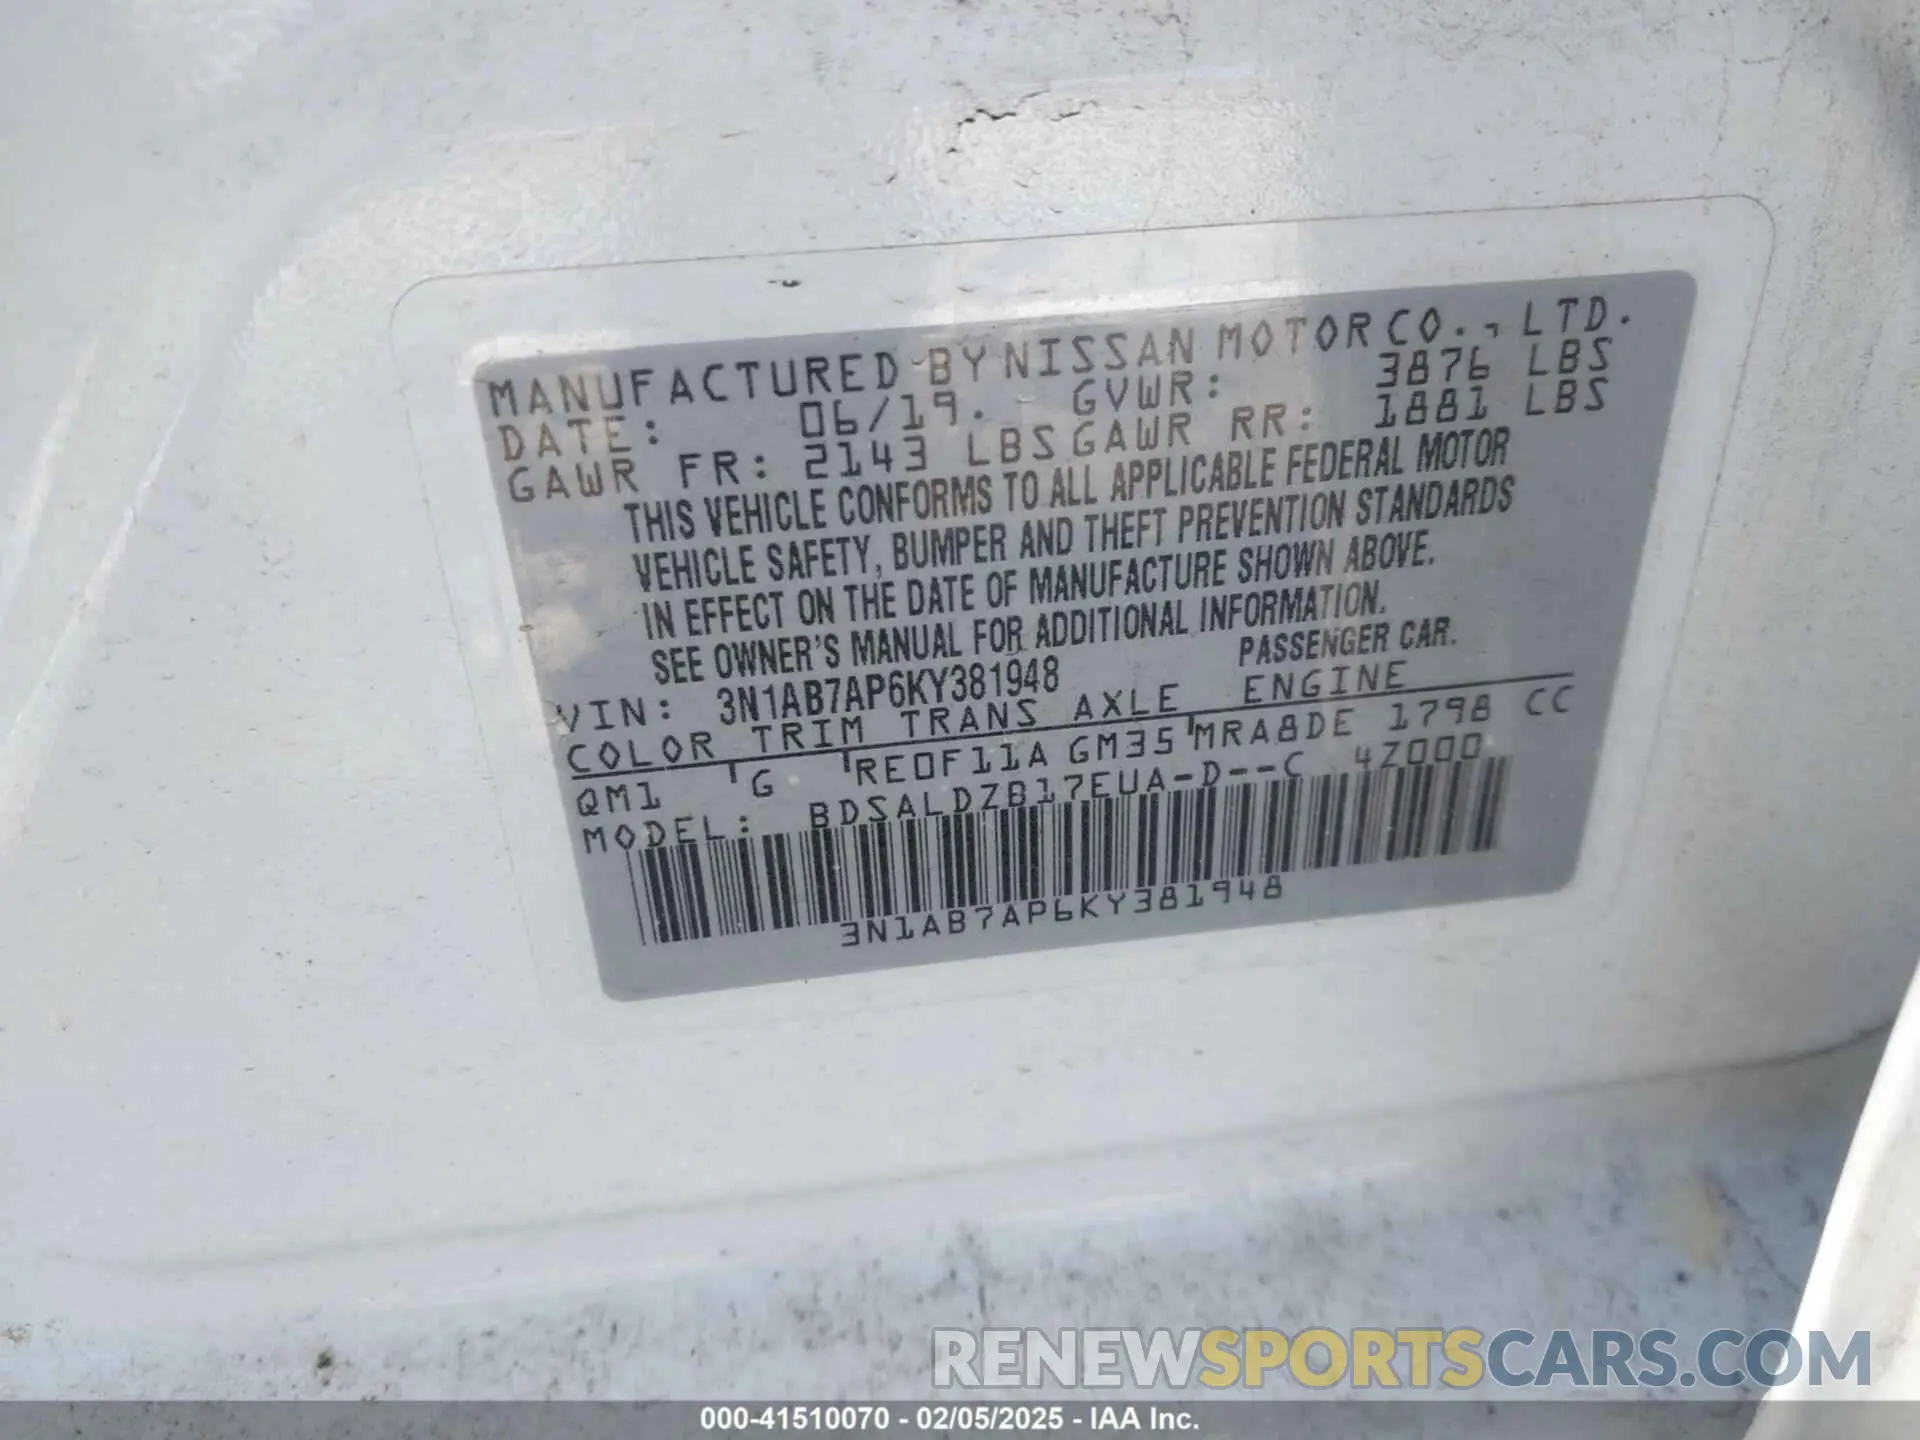 MANUFACTURED BY NISSAN MOTOR CO., LTD.
DATE: 06/19. GVWR: 3876 LBS
GAWR FR: 2143 LBS GAWR RR: 1881 LBS
THIS VEHICLE CONFORMS TO ALL APPLICABLE FEDERAL MOTOR
VEHICLE SAFETY, BUMPER AND THEFT PREVENTION STANDARDS
IN EFFECT ON THE DATE OF MANUFACTURE SHOWN ABOVE.
SEE OWNER'S MANUAL FOR ADDITIONAL INFORMATION.
VIN: 3N1AB7AP6KY381948 PASSENGER CAR.
COLOR TRIM TRANS AXLE ENGINE
QM1 G RE0F11A GM35 MRA8DE 1798 CC
MODEL: BDSALDZB17EUA-D--C 4Z000
3N1AB7AP6KY381948
RENEWSPORTSCARS.COM
000-41510070 - 02/05/2025 - IAA Inc.